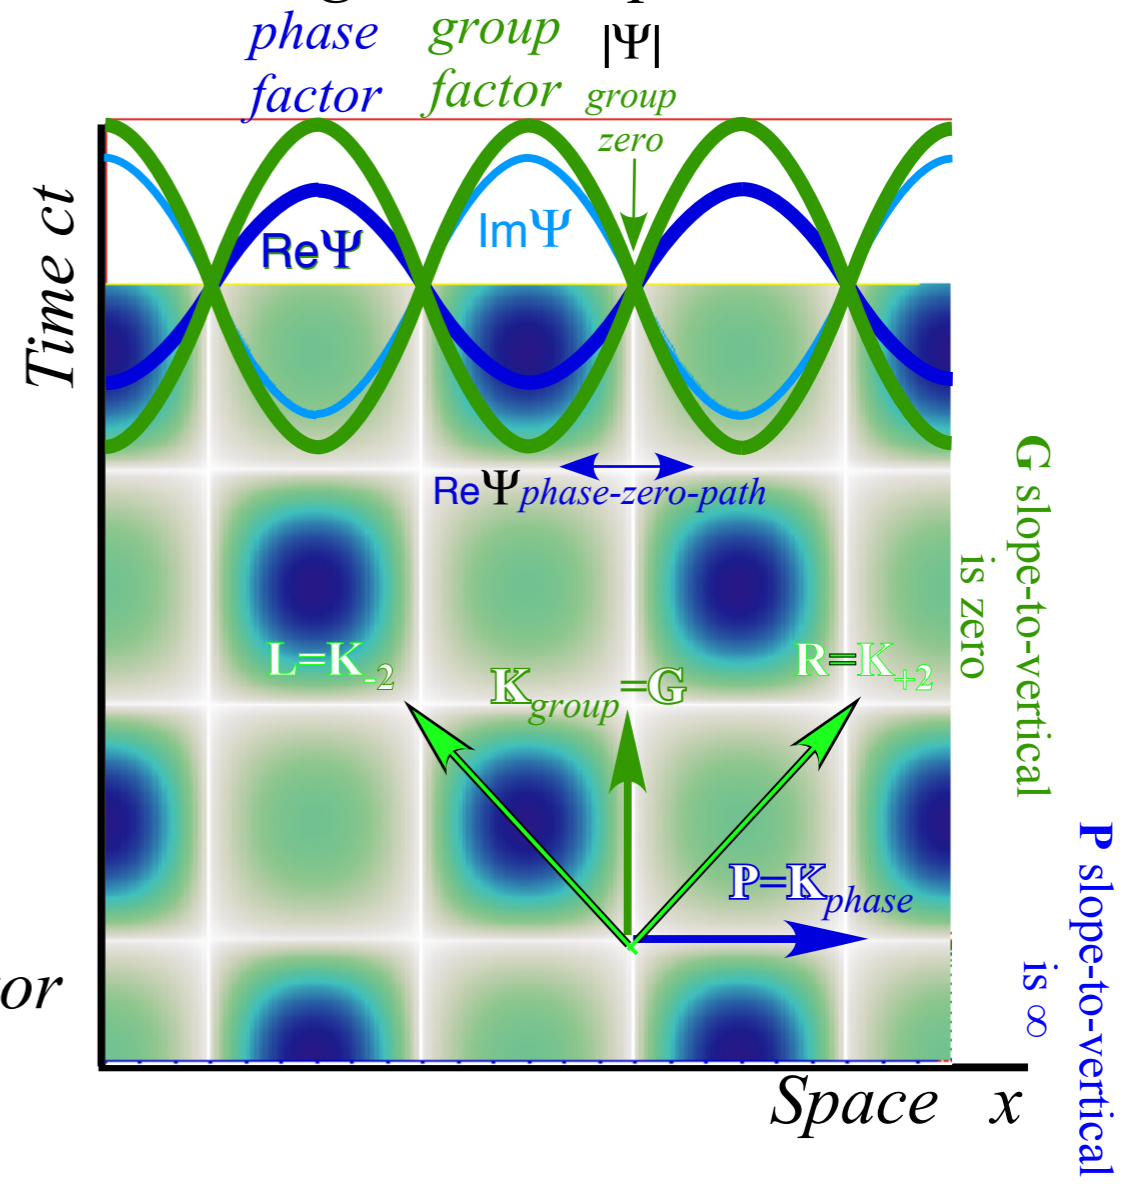 phase
factor
group
factor
|Ψ|
group
zero
Time ct
ReΨ
ImΨ
ReΨphase-zero-path
G slope-to-vertical
is zero
L=K-2
Kgroup=G
R=K+2
P=Kphase
P slope-to-vertical
is ∞
or
Space x